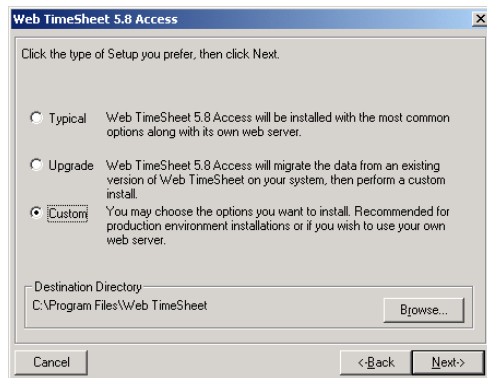 Web TimeSheet 5.8 Access
Click the type of Setup you prefer, then click Next.
Typical Web TimeSheet 5.8 Access will be installed with the most common
options along with its own web server.
Upgrade Web TimeSheet 5.8 Access will migrate the data from an existing
version of Web TimeSheet on your system, then perform a custom
install.
Custom You may choose the options you want to install. Recommended for
production environment installations or if you wish to use your own
web server.
Destination Directory
C:\Program Files\Web TimeSheet
Browse...
Cancel <-Back Next->